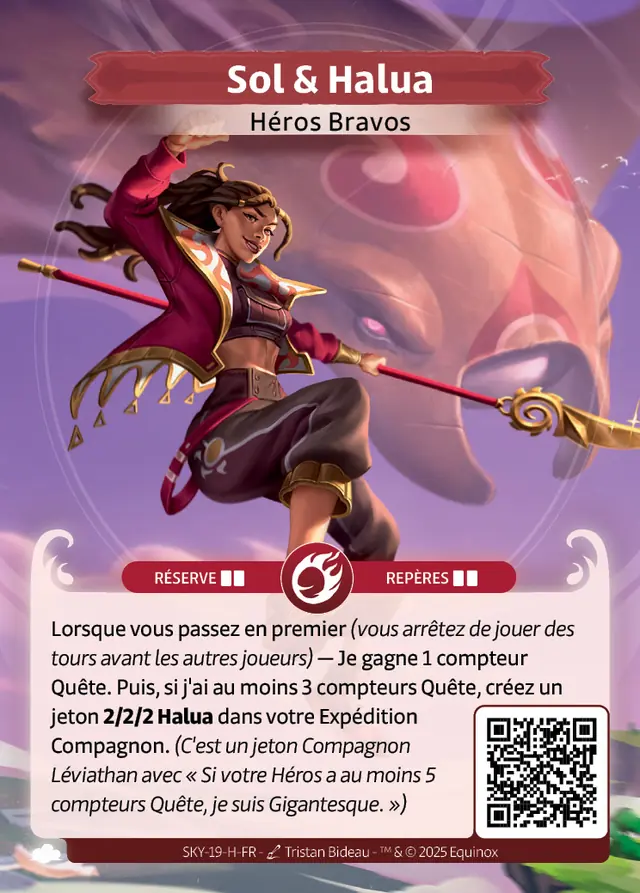 Sol & Halua
Héros Bravos
RÉSERVE
REPÈRES
Lorsque vous passez en premier (vous arrêtez de jouer des
tours avant les autres joueurs) — Je gagne 1 compteur
Quête. Puis, si j'ai au moins 3 compteurs Quête, créez un
jeton 2/2/2 Halua dans votre Expédition
Compagnon. (C'est un jeton Compagnon
Léviathan avec « Si votre Héros a au moins 5
compteurs Quête, je suis Gigantesque. »)
SKY-19-H-FR - Tristan Bideau - ™ & © 2025 Equinox